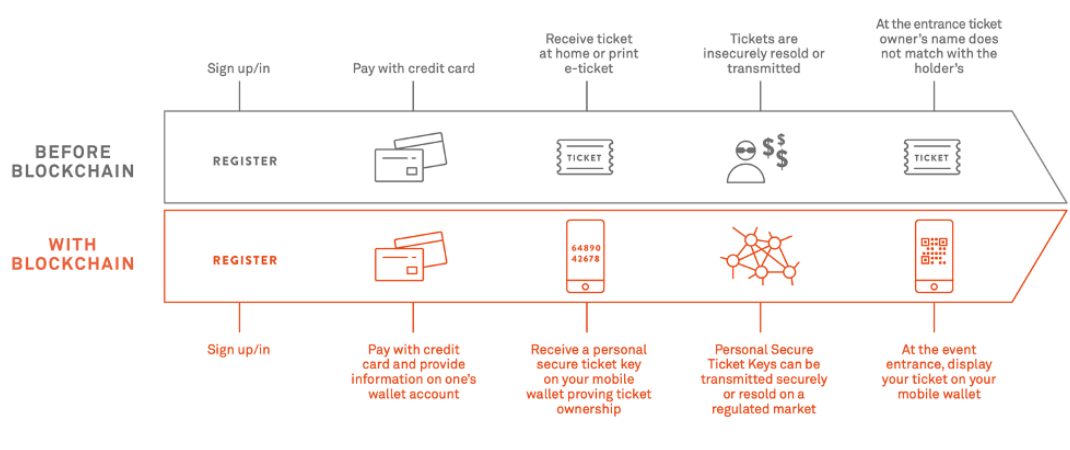 Sign up/in
Pay with credit card
Receive ticket
at home or print
e-ticket
Tickets are
insecurely resold or
transmitted
At the entrance ticket
owner's name does
not match with the
holder's
BEFORE
BLOCKCHAIN
REGISTER
TICKET
$$$
TICKET
WITH
BLOCKCHAIN
REGISTER
64890
42678
Sign up/in
Pay with credit
card and provide
information on one's
wallet account
Receive a personal
secure ticket key
on your mobile
wallet proving ticket
ownership
Personal Secure
Ticket Keys can be
transmitted securely
or resold on a
regulated market
At the event
entrance, display
your ticket on your
mobile wallet